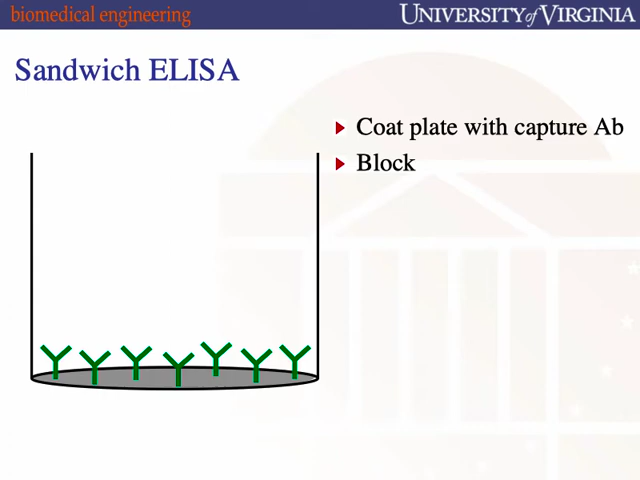 biomedical engineering
UNIVERSITY of VIRGINIA
Sandwich ELISA
Coat plate with capture Ab
Block